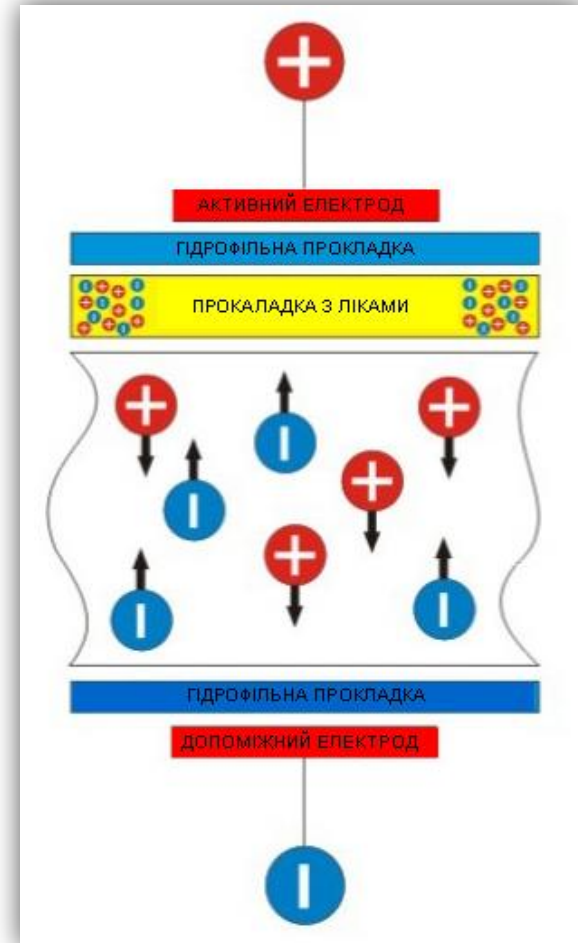 АКТИВНИЙ ЕЛЕКТРОД
ГІДРОФІЛЬНА ПРОКЛАДКА
ПРОКАЛАДКА З ЛІКАМИ
ГІДРОФІЛЬНА ПРОКЛАДКА
ДОПОМІЖНИЙ ЕЛЕКТРОД